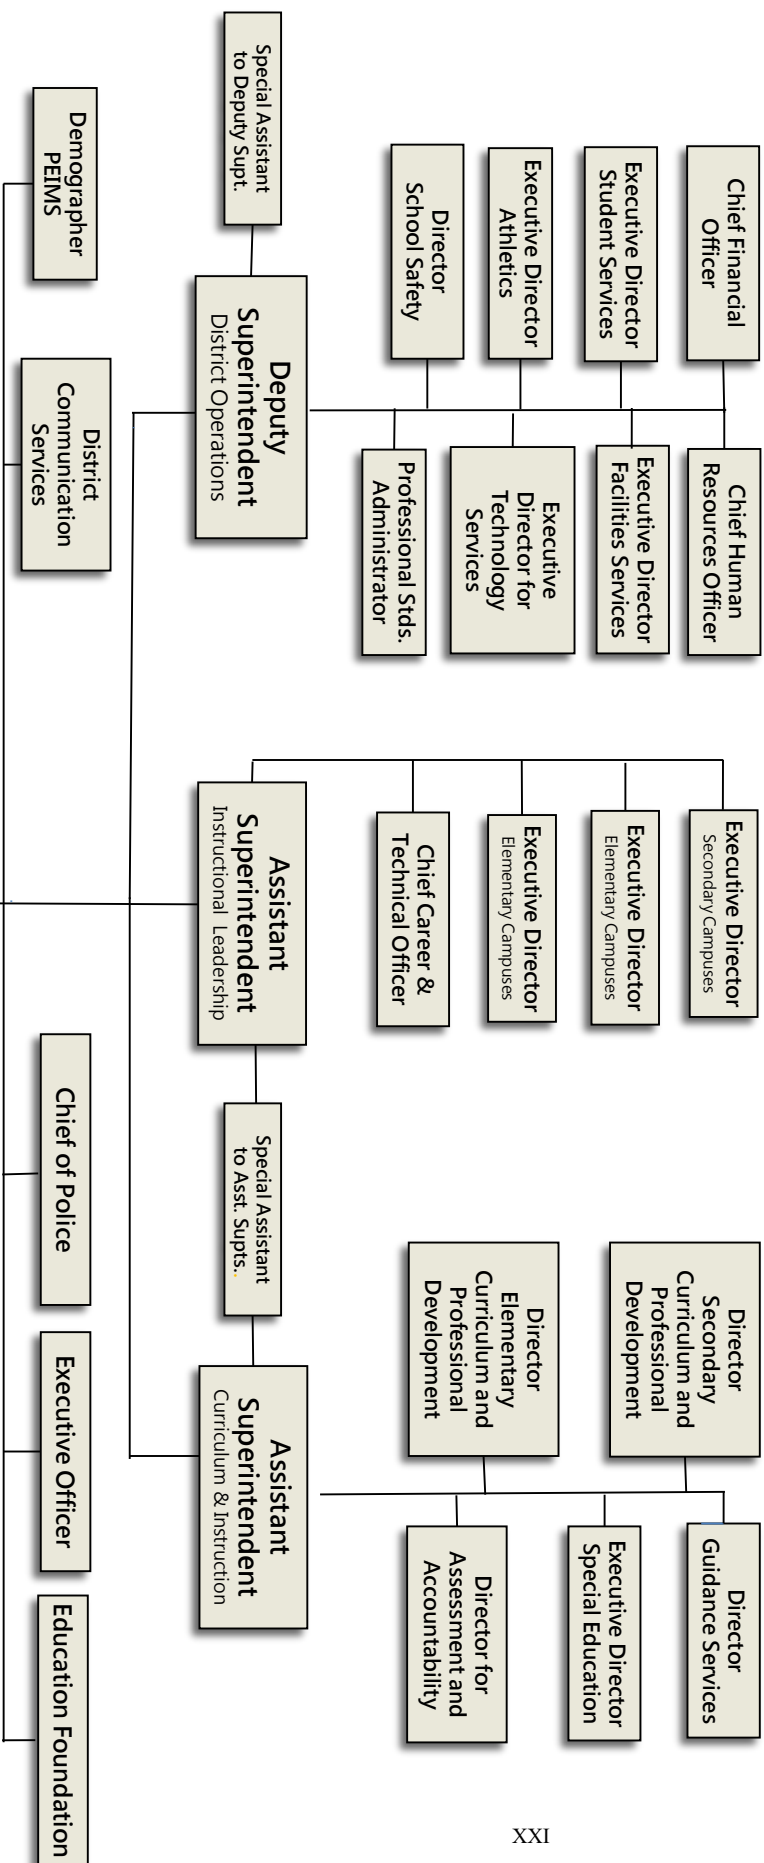 Demographer
PEIMS
District
Communication
Services
Chief of Police
Executive Officer
Education Foundation
Special Assistant
to Deputy Supt.
Deputy
Superintendent
District Operations
Assistant
Superintendent
Instructional Leadership
Special Assistant
to Asst. Supts..
Assistant
Superintendent
Curriculum & Instruction
Chief Financial
Officer
Chief Human
Resources Officer
Executive Director
Student Services
Executive Director
Facilities Services
Executive Director
Athletics
Executive
Director for
Technology
Services
Director
School Safety
Professional Stds.
Administrator
Executive Director
Secondary Campuses
Executive Director
Elementary Campuses
Executive Director
Elementary Campuses
Chief Career &
Technical Officer
Director
Secondary
Curriculum and
Professional
Development
Director
Guidance Services
Executive Director
Special Education
Director
Elementary
Curriculum and
Professional
Development
Director for
Assessment and
Accountability
XXI